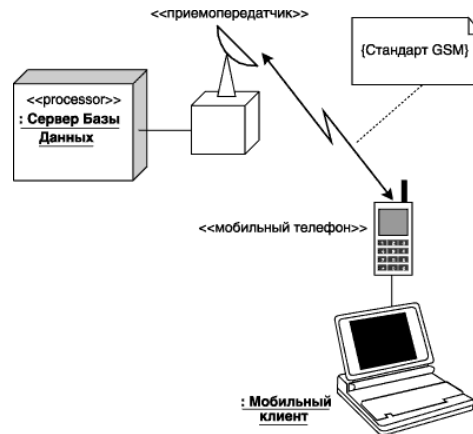 <<приемопередатчик>>
{Стандарт GSM}
<<processor>>
: Сервер Базы
Данных
<<мобильный телефон>>
: Мобильный
клиент